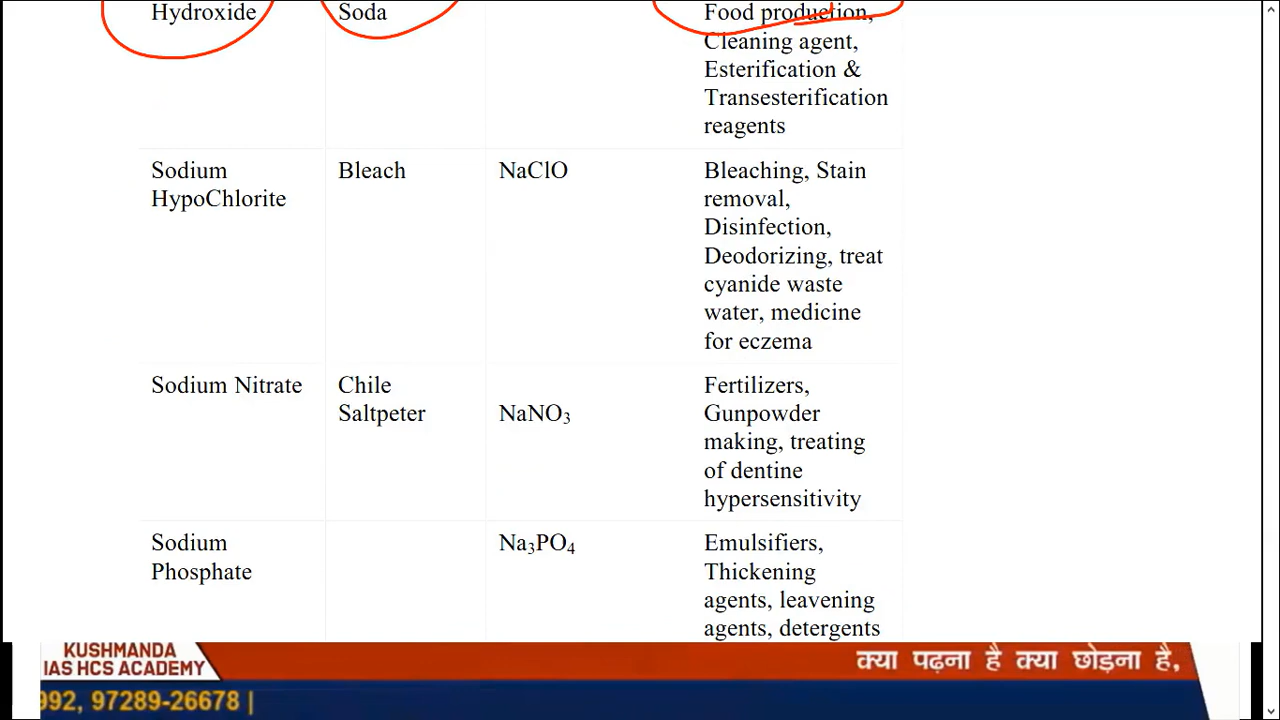 Hydroxide Soda Food production,
Cleaning agent,
Esterification &
Transesterification
reagents
Sodium Bleach NaClO Bleaching, Stain
HypoChlorite removal,
Disinfection,
Deodorizing, treat
cyanide waste
water, medicine
for eczema
Sodium Nitrate Chile Fertilizers,
Saltpeter NaNO₃ Gunpowder
making, treating
of dentine
hypersensitivity
Sodium Na₃PO₄ Emulsifiers,
Phosphate Thickening
agents, leavening
agents, detergents
KUSHMANDA
IAS HCS ACADEMY
क्या पढ़ना है क्या छोड़ना है,
992, 97289-26678 |